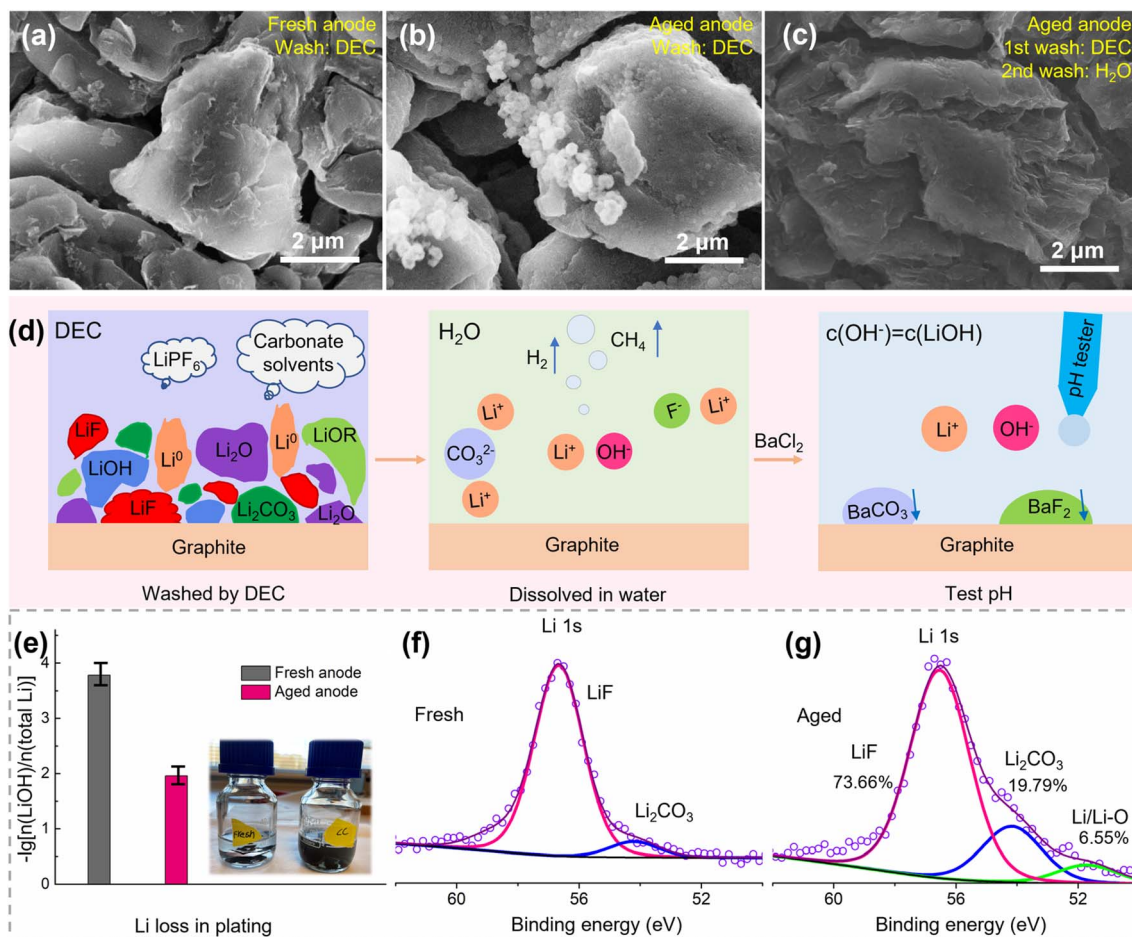 (a)
Fresh anode
Wash: DEC
2 μm
(b)
Aged anode
Wash: DEC
2 μm
(c)
Aged anode
1st wash: DEC
2nd wash: H₂O
2 μm
(d)
DEC
LiPF₆
Carbonate
solvents
LiF
LiOH
Li⁰
Li₂O
Li⁰
LiOR
LiF
Li₂CO₃
Li₂O
Graphite
Washed by DEC
H₂O
H₂
CH₄
Li⁺
CO₃²⁻
Li⁺
Li⁺
OH⁻
F⁻
Li⁺
Graphite
Dissolved in water
BaCl₂
c(OH⁻)=c(LiOH)
pH tester
Li⁺
OH⁻
BaCO₃
BaF₂
Graphite
Test pH
(e)
-lg[n(LiOH)/n(total Li)]
4
3
2
1
0
Fresh anode
Aged anode
Fresh
CC
Li loss in plating
(f)
Li 1s
Fresh
LiF
Li₂CO₃
60
56
52
Binding energy (eV)
(g)
Li 1s
Aged
LiF
73.66%
Li₂CO₃
19.79%
Li/Li-O
6.55%
60
56
52
Binding energy (eV)